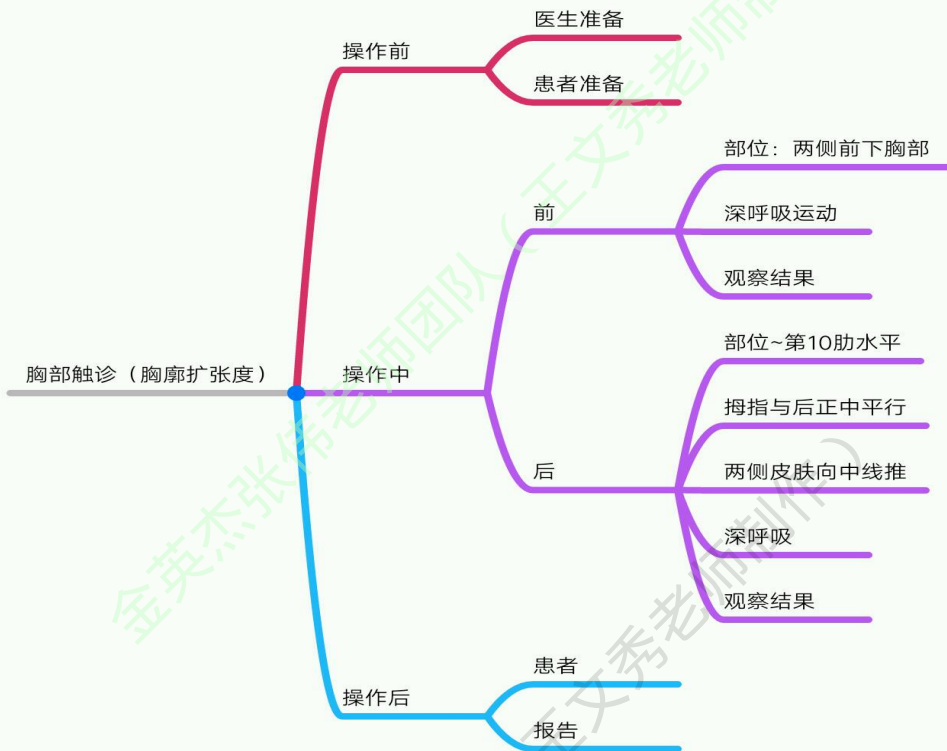 胸部触诊（胸廓扩张度）
操作前
医生准备
患者准备
操作中
前
部位：两侧前下胸部
深呼吸运动
观察结果
后
部位~第10肋水平
拇指与后正中平行
两侧皮肤向中线推
深呼吸
观察结果
操作后
患者
报告
金英杰张伟老师团队（王文秀老师制
王文秀老师制作）